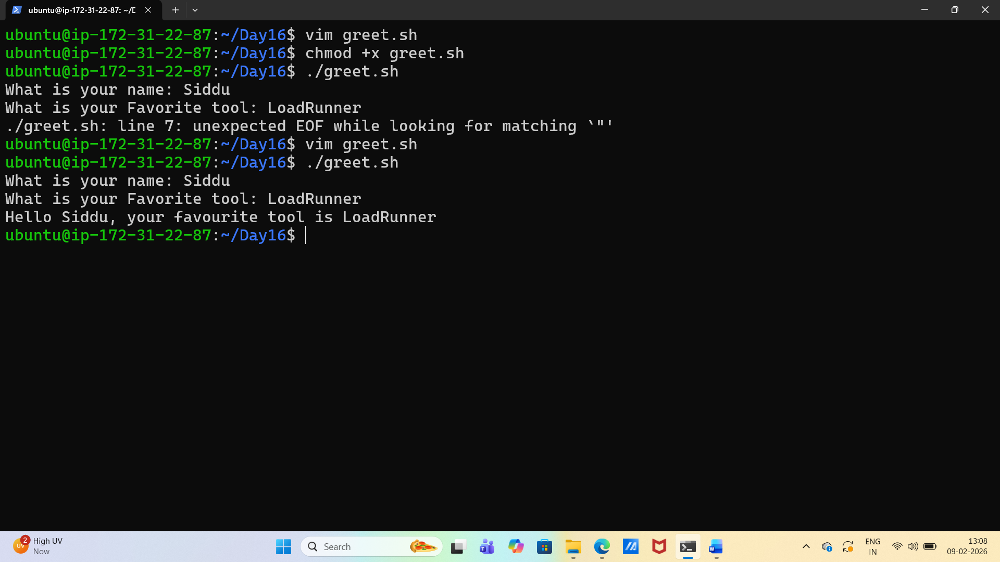 ubuntu@ip-172-31-22-87: ~/D
ubuntu@ip-172-31-22-87:~/Day16$ vim greet.sh
ubuntu@ip-172-31-22-87:~/Day16$ chmod +x greet.sh
ubuntu@ip-172-31-22-87:~/Day16$ ./greet.sh
What is your name: Siddu
What is your Favorite tool: LoadRunner
./greet.sh: line 7: unexpected EOF while looking for matching `"'
ubuntu@ip-172-31-22-87:~/Day16$ vim greet.sh
ubuntu@ip-172-31-22-87:~/Day16$ ./greet.sh
What is your name: Siddu
What is your Favorite tool: LoadRunner
Hello Siddu, your favourite tool is LoadRunner
ubuntu@ip-172-31-22-87:~/Day16$
UV 2 High UV
Now
Search
T
W
ENG
IN
13:08
09-02-2026